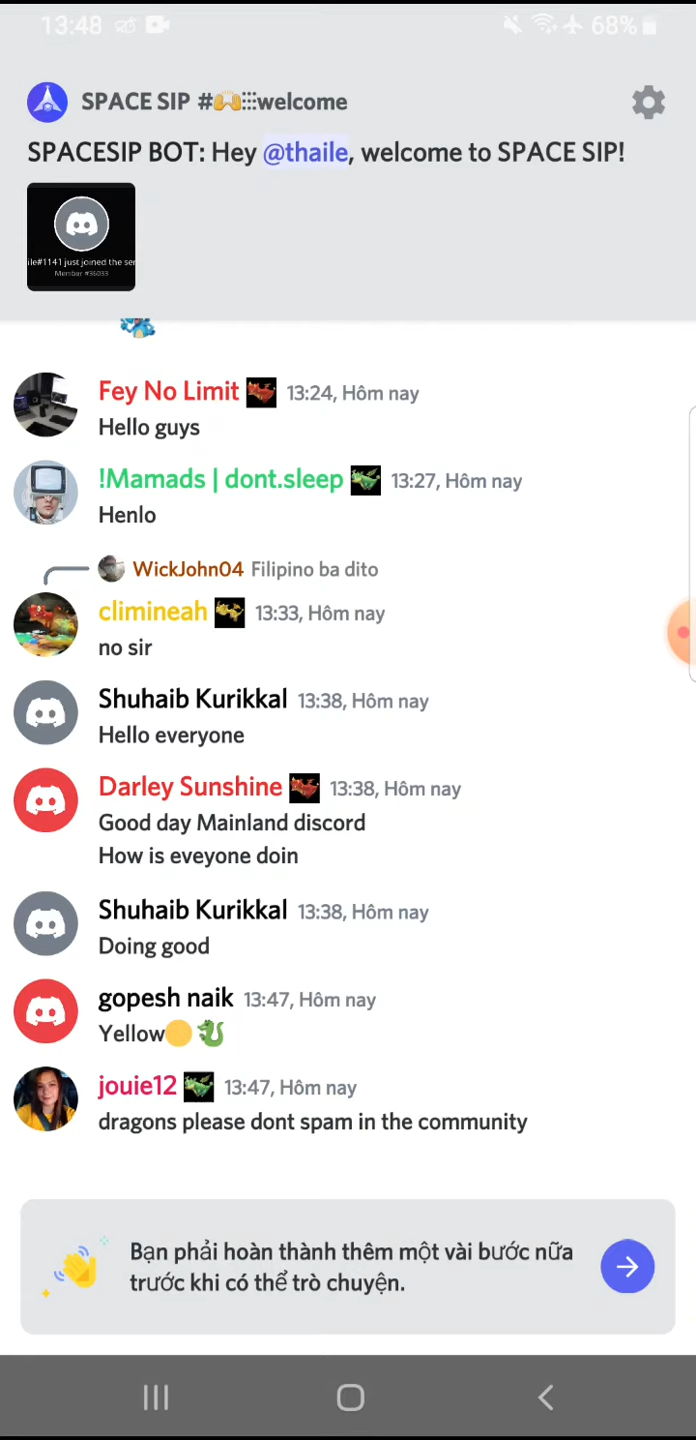 13:48
68%
SPACE SIP #🙌⁝⁝⁝welcome
SPACESIP BOT: Hey @thaile, welcome to SPACE SIP!
ile#1141 just joined the ser
Member #36033
Fey No Limit 13:24, Hôm nay
Hello guys
!Mamads | dont.sleep 13:27, Hôm nay
Henlo
WickJohn04 Filipino ba dito
climineah 13:33, Hôm nay
no sir
Shuhaib Kurikkal 13:38, Hôm nay
Hello everyone
Darley Sunshine 13:38, Hôm nay
Good day Mainland discord
How is eveyone doin
Shuhaib Kurikkal 13:38, Hôm nay
Doing good
gopesh naik 13:47, Hôm nay
Yellow🟡🐉
jouie12 13:47, Hôm nay
dragons please dont spam in the community
Bạn phải hoàn thành thêm một vài bước nữa
trước khi có thể trò chuyện.